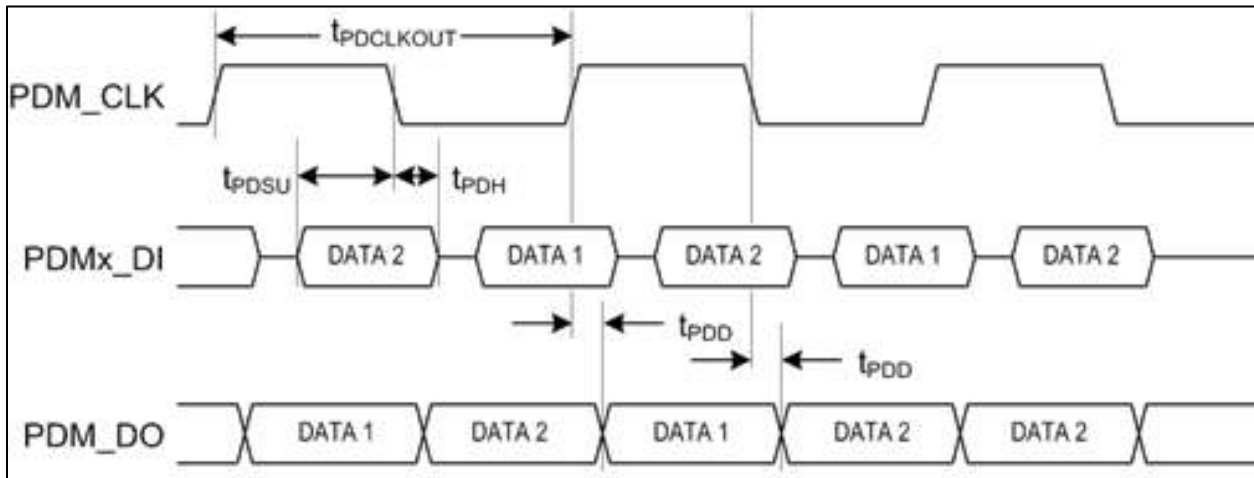 tPDCLKOUT
PDM_CLK
tPDSU tPDH
PDMx_DI DATA 2 DATA 1 DATA 2 DATA 1 DATA 2
tPDD
tPDD
PDM_DO DATA 1 DATA 2 DATA 1 DATA 2 DATA 2